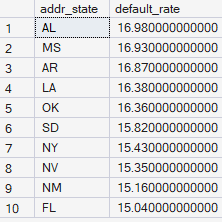 addr_state default_rate
1 AL 16.980000000000
2 MS 16.930000000000
3 AR 16.870000000000
4 LA 16.380000000000
5 OK 16.360000000000
6 SD 15.820000000000
7 NY 15.430000000000
8 NV 15.350000000000
9 NM 15.160000000000
10 FL 15.040000000000